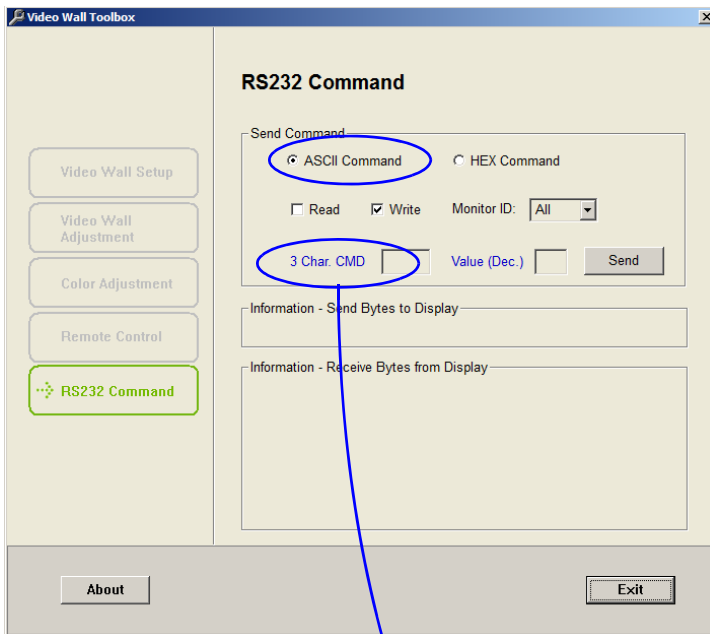 Video Wall Toolbox
RS232 Command
Send Command
ASCII Command
HEX Command
Read
Write
Monitor ID:
All
3 Char. CMD
Value (Dec.)
Send
Information - Send Bytes to Display
Information - Receive Bytes from Display
Video Wall Setup
Video Wall
Adjustment
Color Adjustment
Remote Control
RS232 Command
About
Exit